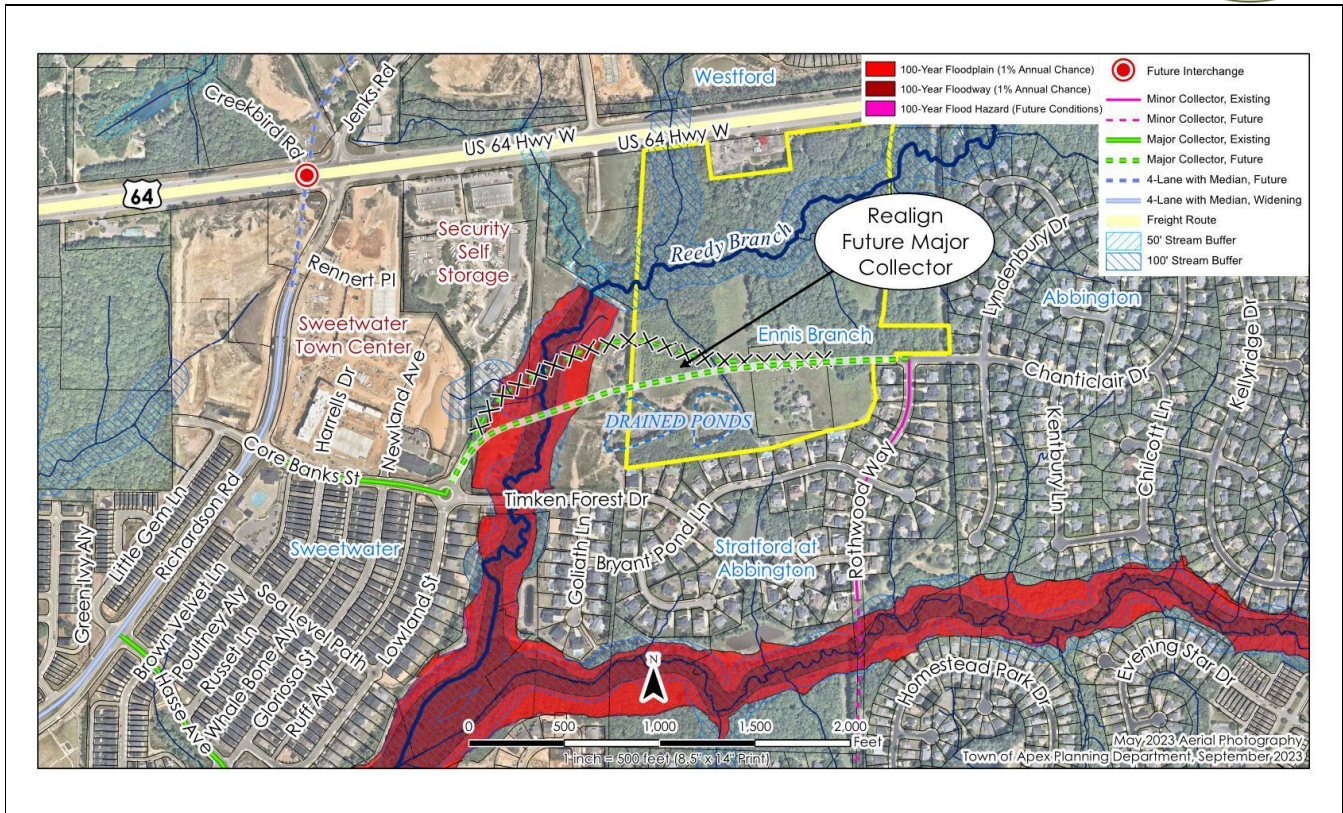 Westford
100-Year Floodplain (1% Annual Chance)
100-Year Floodway (1% Annual Chance)
100-Year Flood Hazard (Future Conditions)
Future Interchange
Minor Collector, Existing
Minor Collector, Future
Major Collector, Existing
Major Collector, Future
4-Lane with Median, Future
4-Lane with Median, Widening
Freight Route
50' Stream Buffer
100' Stream Buffer
Creekbird Rd
Jenks Rd
US 64 Hwy W
US 64 Hwy W
64
Security
Self
Storage
Reedy Branch
Realign
Future Major
Collector
Rennert Pl
Sweetwater
Town Center
Ennis Branch
Lyndenbury Dr
Abbington
Kellyridge Dr
Chanticlair Dr
Harrells Dr
Newland Ave
DRAINED PONDS
Core Banks St
Timken Forest Dr
Kentbury Ln
Chilcott Ln
Rothwood Way
Little Gem Ln
Richardson Rd
Greenlvy Aly
Sweetwater
Goliath Ln
Bryant Pond Ln
Stratford at
Abbington
Brown Velvet Ln
Poultney Aly
Russet Ln
Sea Level Path
Lowland St
Whale Bone Aly
Gloriosa St
Ruff Aly
Vasse Ave
Homestead Park Dr
Evening Star Dr
N
0 500 1,000 1,500 2,000
Feet
1 inch = 500 feet (8.5" x 14" Print)
May 2023 Aerial Photography
Town of Apex Planning Department, September 2023